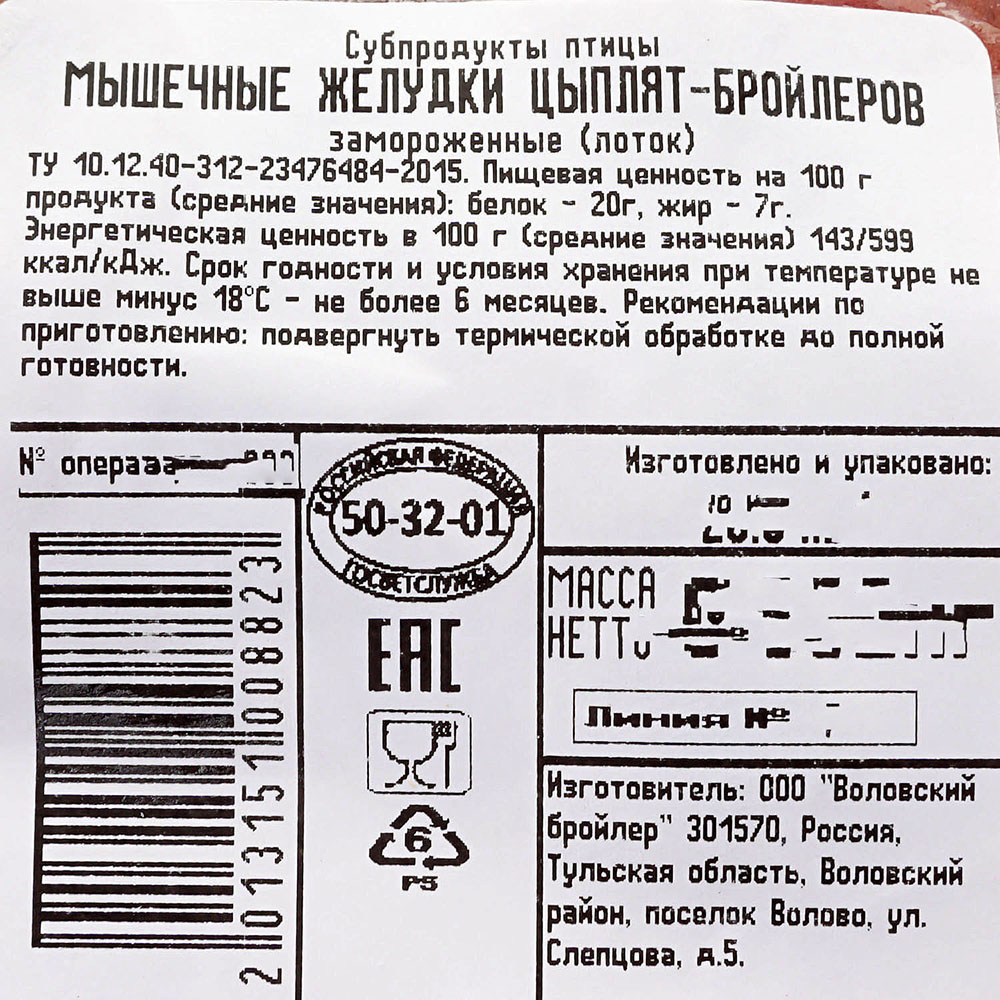 Субпродукты птицы
МЫШЕЧНЫЕ ЖЕЛУДКИ ЦЫПЛЯТ-БРОЙЛЕРОВ
замороженные (лоток)
ТУ 10.12.40-312-23476484-2015. Пищевая ценность на 100 г
продукта (средние значения): белок - 20г, жир - 7г.
Энергетическая ценность в 100 г (средние значения) 143/599
ккал/кДж. Срок годности и условия хранения при температуре не
выше минус 18°С - не более 6 месяцев. Рекомендации по
приготовлению: подвергнуть термической обработке до полной
готовности.
№
РОССИЙСКАЯ ФЕДЕРАЦИЯ
50-32-01
ГОСВЕТСЛУЖБА
EAC
6
PS
2013151008823
Изготовлено и упаковано:
МАССА
НЕТТО
Линия №
Изготовитель: ООО "Воловский
бройлер" 301570, Россия,
Тульская область, Воловский
район, поселок Волово, ул.
Слепцова, д.5.